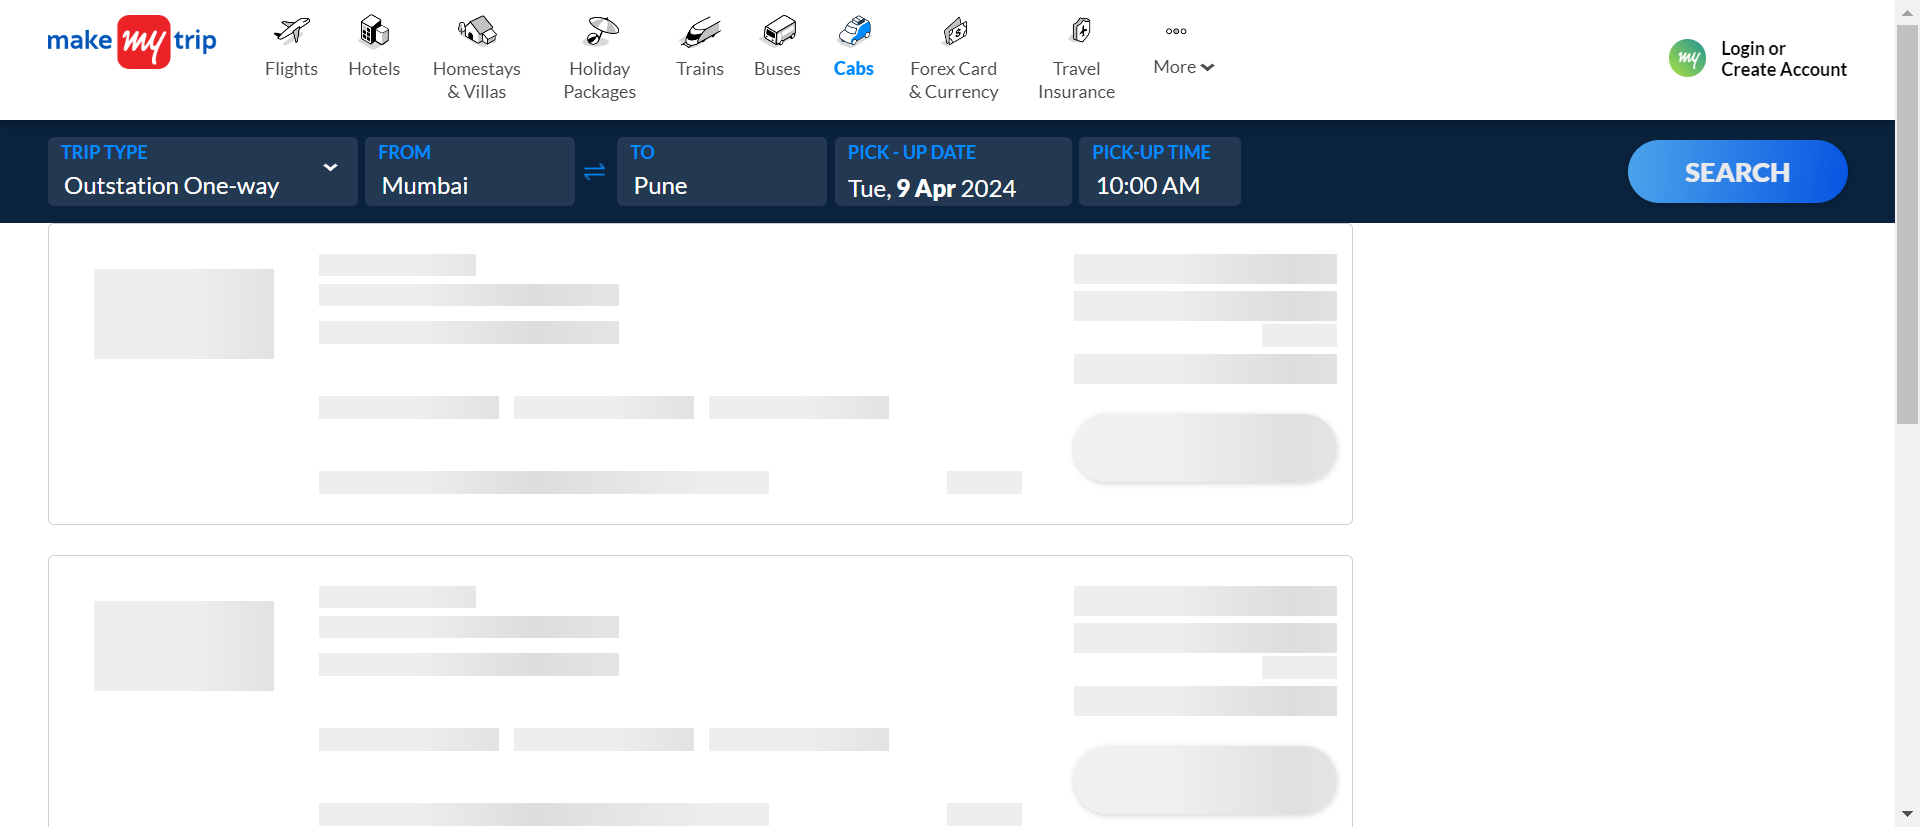 make my trip
Flights
Hotels
Homestays
& Villas
Holiday
Packages
Trains
Buses
Cabs
Forex Card
& Currency
Travel
Insurance
More
my
Login or
Create Account
TRIP TYPE
Outstation One-way
FROM
Mumbai
TO
Pune
PICK - UP DATE
Tue, 9 Apr 2024
PICK-UP TIME
10:00 AM
SEARCH